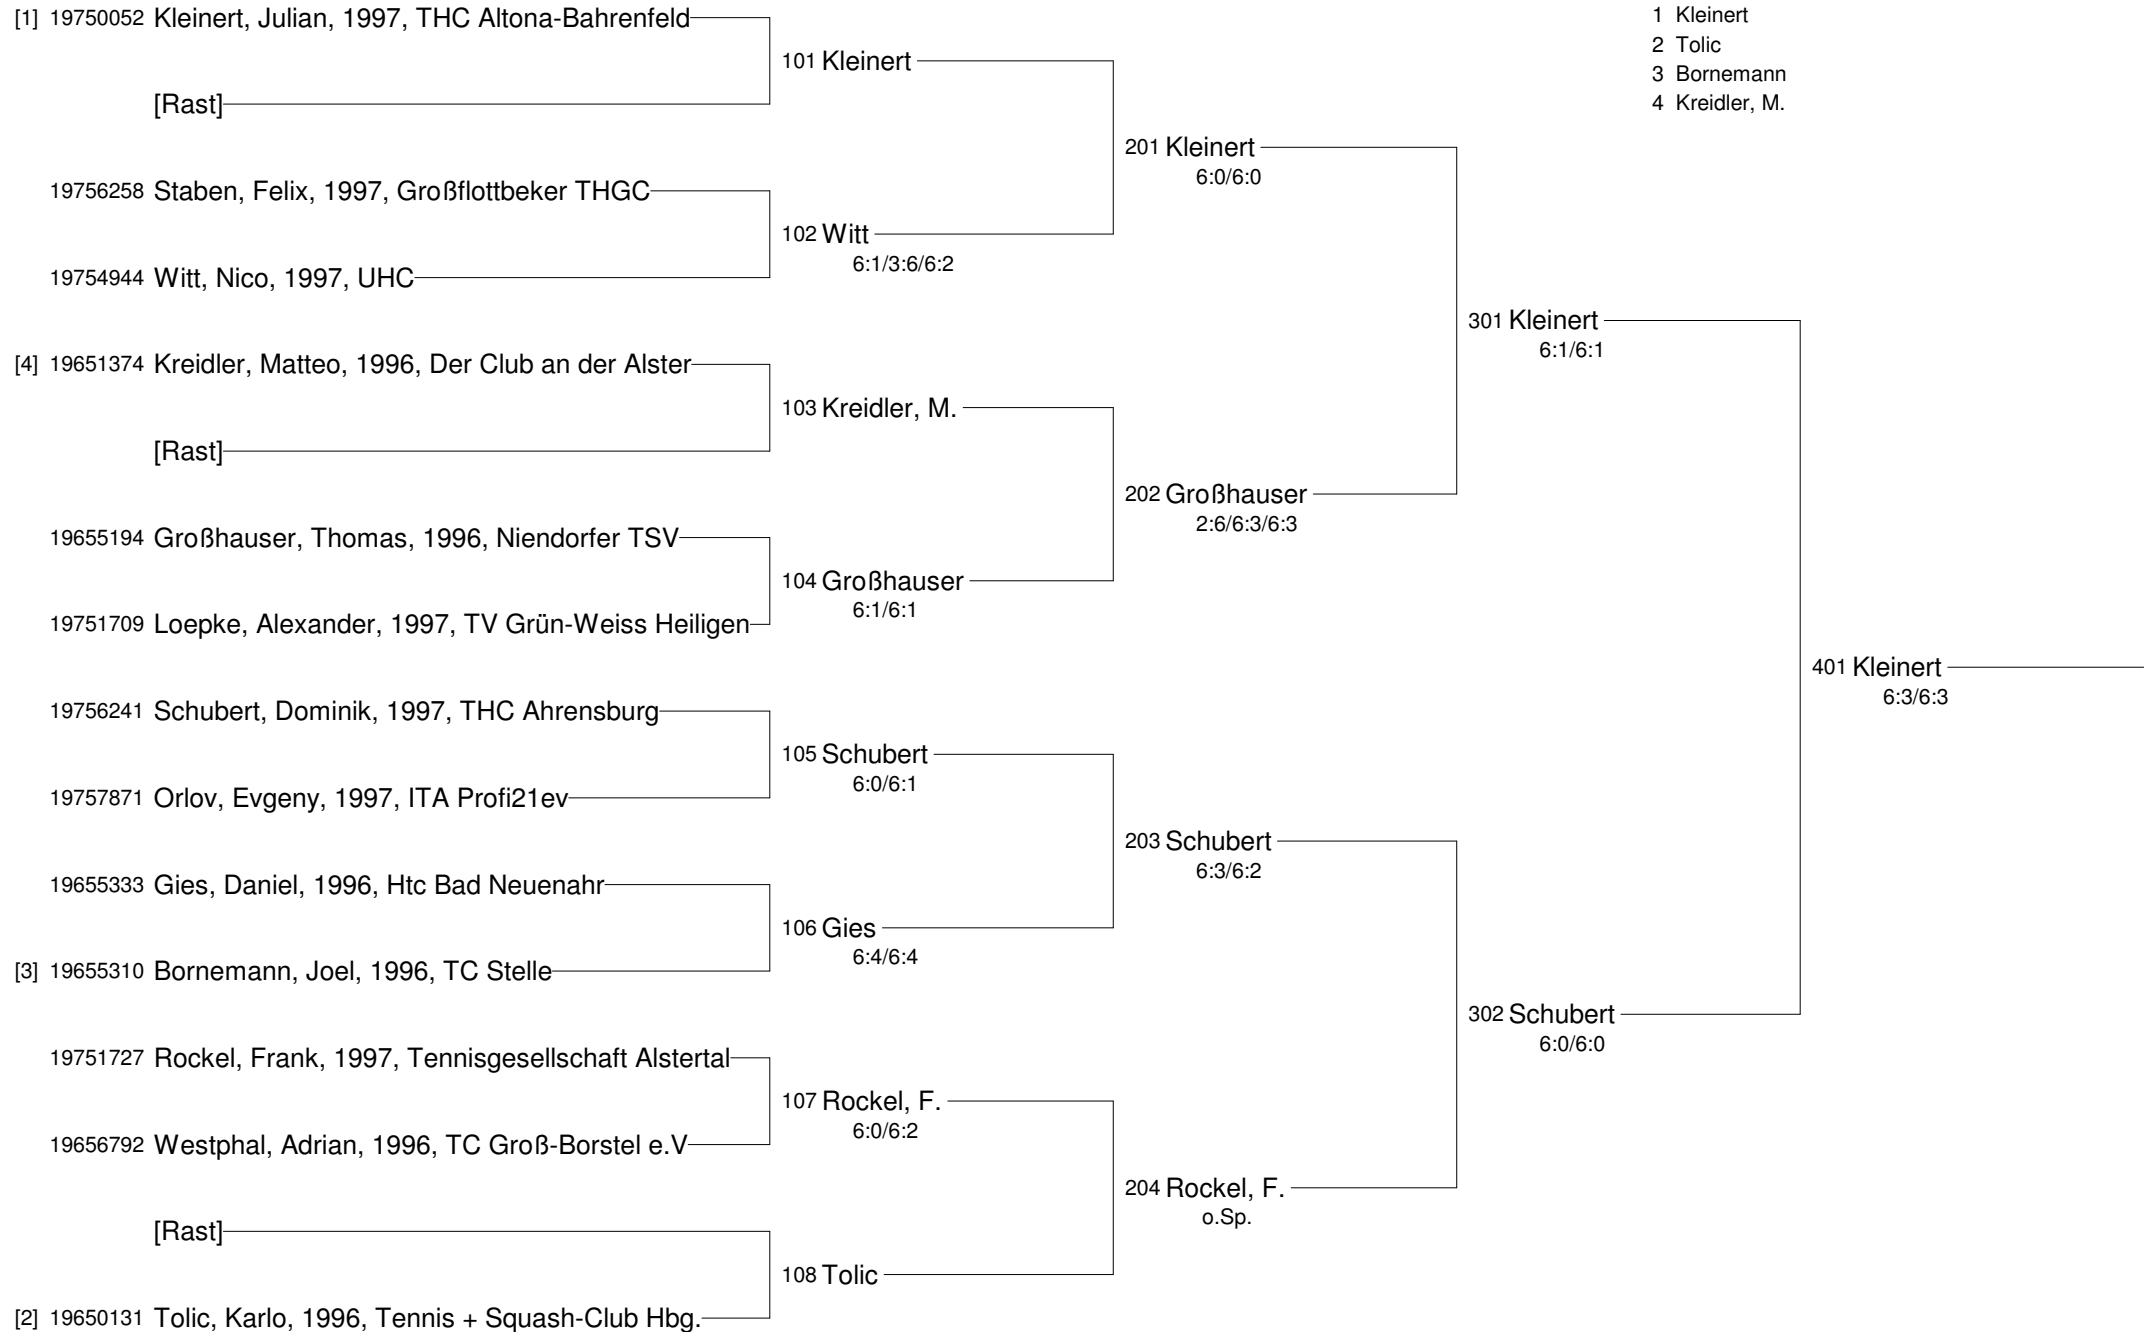 [1] 19750052 Kleinert, Julian, 1997, THC Altona-Bahrenfeld
[Rast]
19756258 Staben, Felix, 1997, Großflottbeker THGC
19754944 Witt, Nico, 1997, UHC
[4] 19651374 Kreidler, Matteo, 1996, Der Club an der Alster
[Rast]
19655194 Großhauser, Thomas, 1996, Niendorfer TSV
19751709 Loepke, Alexander, 1997, TV Grün-Weiss Heiligen
19756241 Schubert, Dominik, 1997, THC Ahrensburg
19757871 Orlov, Evgeny, 1997, ITA Profi21ev
19655333 Gies, Daniel, 1996, Htc Bad Neuenahr
[3] 19655310 Bornemann, Joel, 1996, TC Stelle
19751727 Rockel, Frank, 1997, Tennisgesellschaft Alstertal
19656792 Westphal, Adrian, 1996, TC Groß-Borstel e.V
[Rast]
[2] 19650131 Tolic, Karlo, 1996, Tennis + Squash-Club Hbg.
101 Kleinert
102 Witt
6:1/3:6/6:2
103 Kreidler, M.
104 Großhauser
6:1/6:1
105 Schubert
6:0/6:1
106 Gies
6:4/6:4
107 Rockel, F.
6:0/6:2
108 Tolic
201 Kleinert
6:0/6:0
202 Großhauser
2:6/6:3/6:3
203 Schubert
6:3/6:2
204 Rockel, F.
o.Sp.
301 Kleinert
6:1/6:1
302 Schubert
6:0/6:0
401 Kleinert
6:3/6:3
1 Kleinert
2 Tolic
3 Bornemann
4 Kreidler, M.